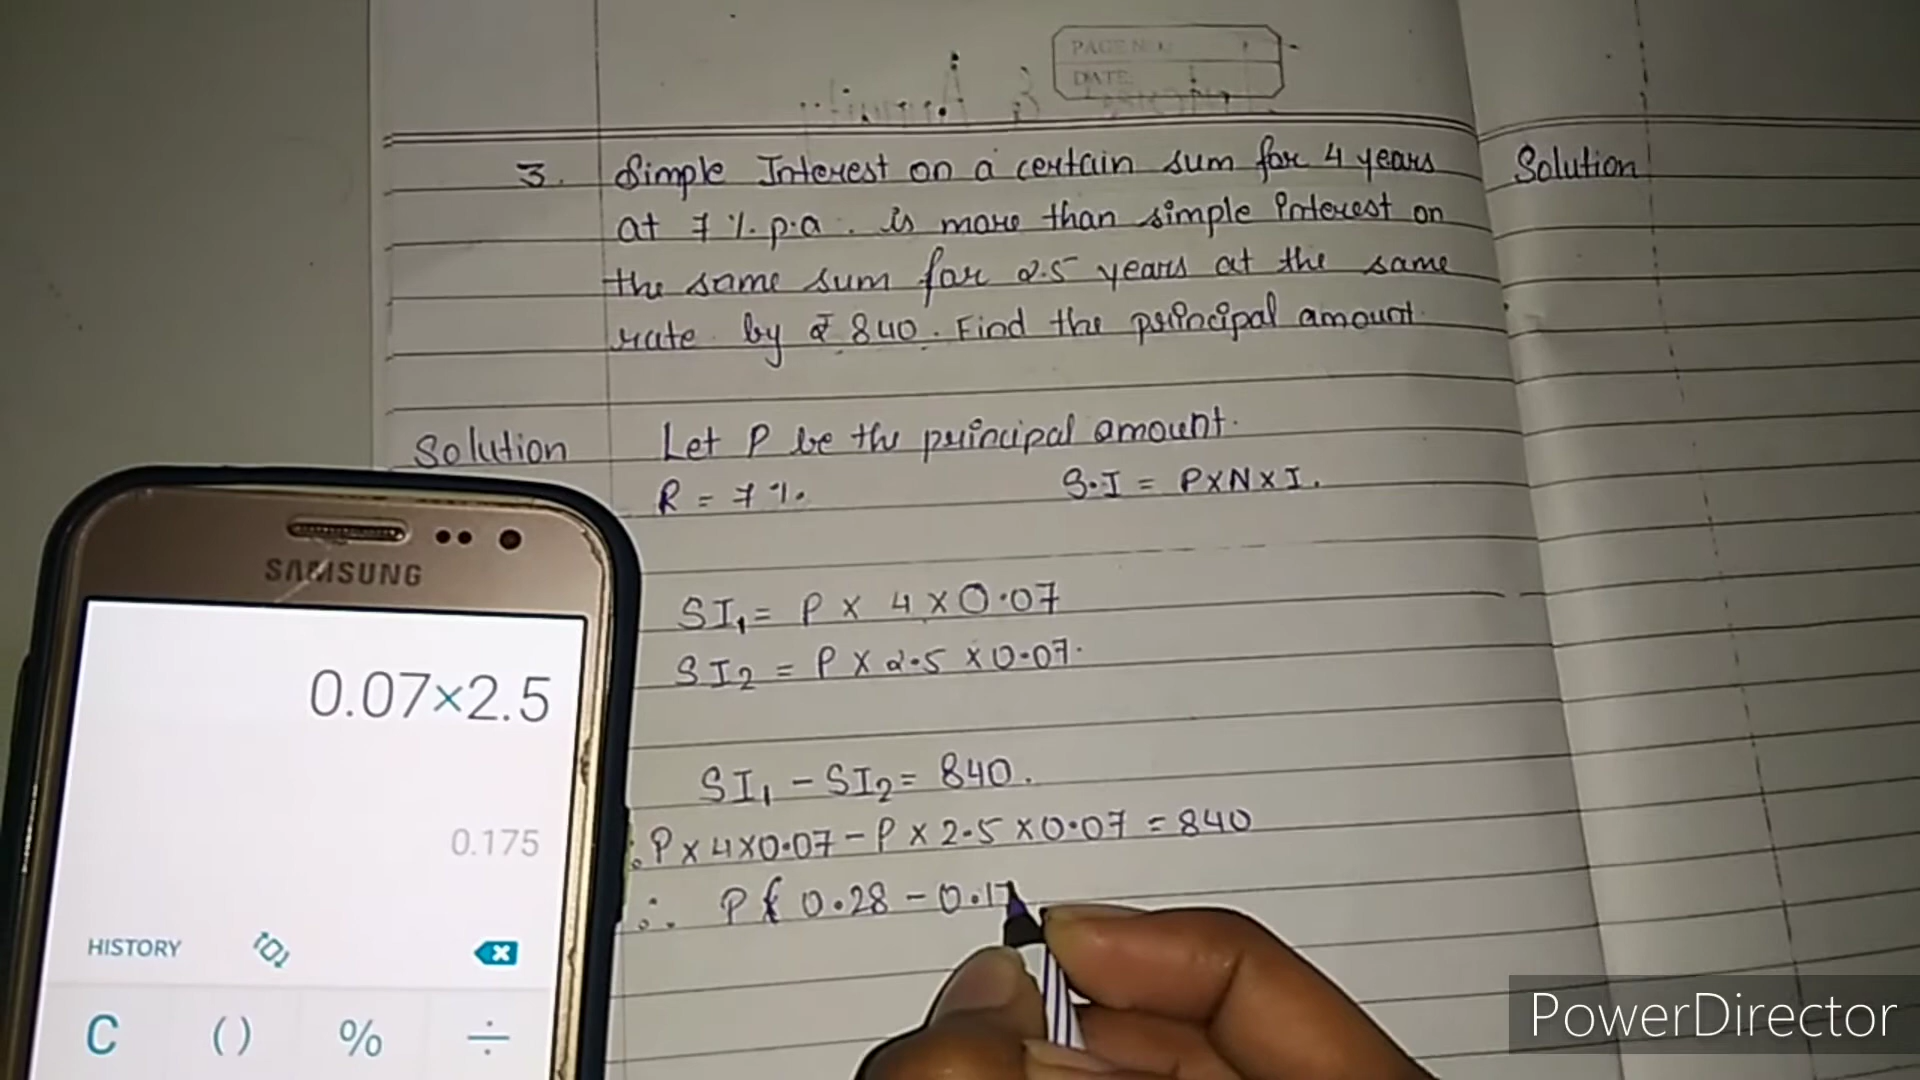 PAGE No.
DATE
3. Simple Interest on a certain sum for 4 years
at 7 %. p.a. is more than simple interest on
the same sum for 2.5 years at the same
rate by ₹ 840. Find the principal amount.
Solution
Solution Let P be the principal amount.
R = 7 %. S.I = P×N×I.
SI₁ = P × 4 × 0.07
SI₂ = P × 2.5 × 0.07.
SI₁ - SI₂ = 840.
∴ P × 4×0.07 - P × 2.5 × 0.07 = 840
∴ P { 0.28 - 0.17
SAMSUNG
0.07×2.5
0.175
HISTORY
C ( ) % ÷
PowerDirector